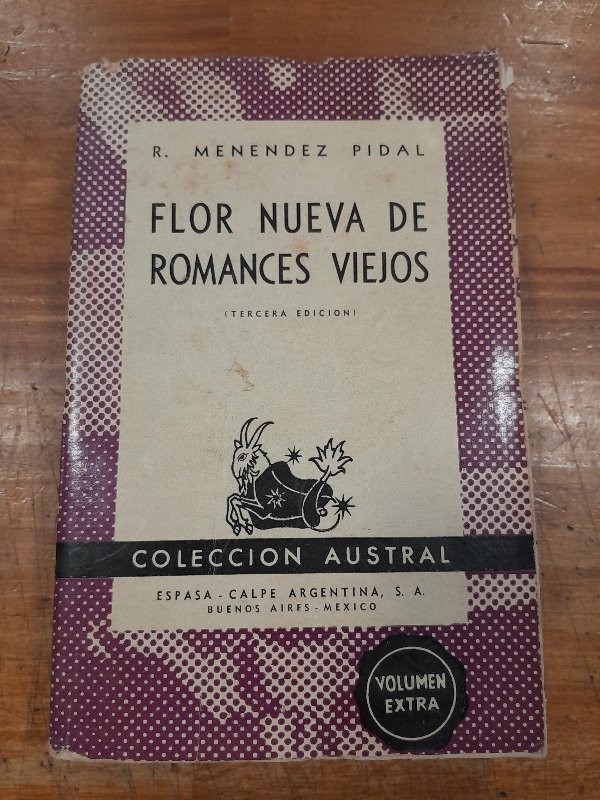 R. MENENDEZ PIDAL
FLOR NUEVA DE
ROMANCES VIEJOS
(TERCERA EDICION)
COLECCION AUSTRAL
ESPASA - CALPE ARGENTINA, S. A.
BUENOS AIRES - MEXICO
VOLUMEN
EXTRA